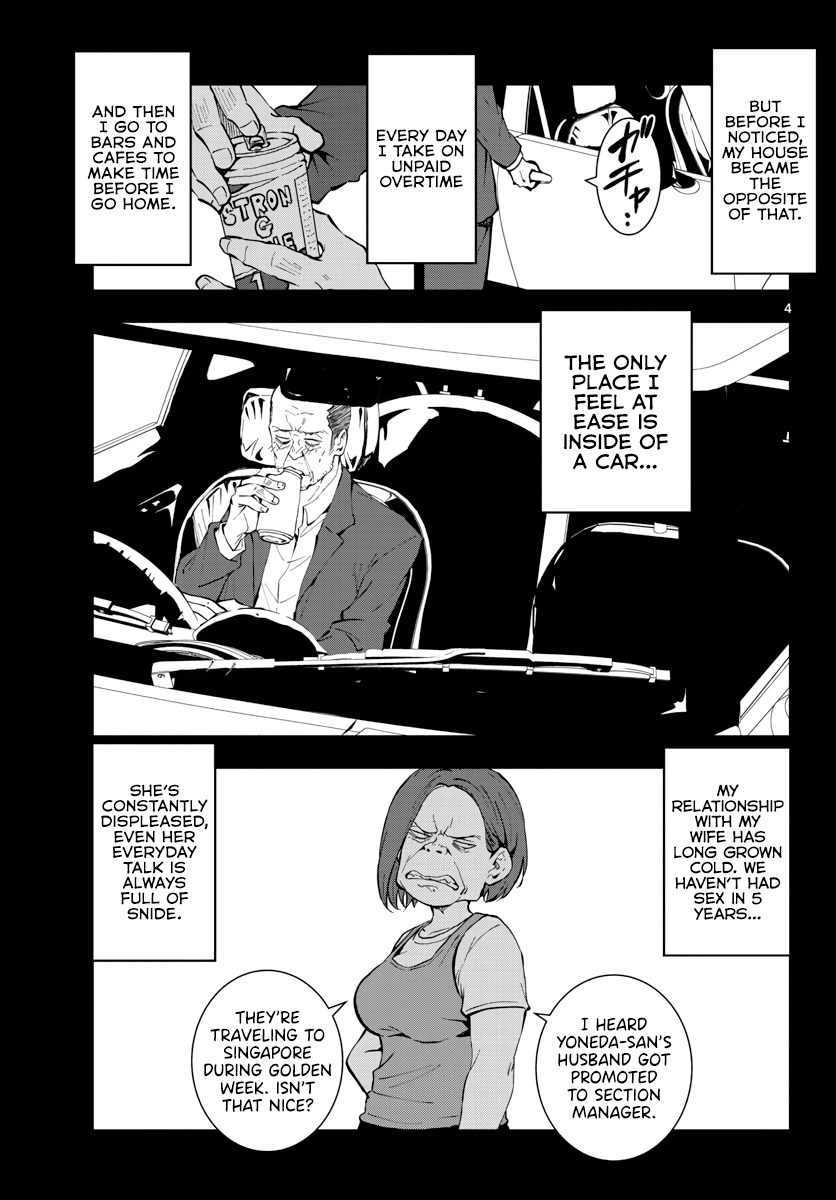 BUT
BEFORE I
NOTICED,
MY HOUSE
BECAME
THE
OPPOSITE
OF THAT.
ガチャ…
EVERY DAY
I TAKE ON
UNPAID
OVERTIME
AND THEN
I GO TO
BARS AND
CAFES TO
MAKE TIME
BEFORE I
GO HOME.
STRON
G
1
4
THE ONLY
PLACE I
FEEL AT
EASE IS
INSIDE OF
A CAR...
MY
RELATIONSHIP
WITH MY
WIFE HAS
LONG GROWN
COLD. WE
HAVEN'T HAD
SEX IN 5
YEARS...
I HEARD
YONEDA-SAN'S
HUSBAND GOT
PROMOTED
TO SECTION
MANAGER.
THEY'RE
TRAVELING TO
SINGAPORE
DURING GOLDEN
WEEK. ISN'T
THAT NICE?
SHE'S
CONSTANTLY
DISPLEASED,
EVEN HER
EVERYDAY
TALK IS
ALWAYS
FULL OF
SNIDE.